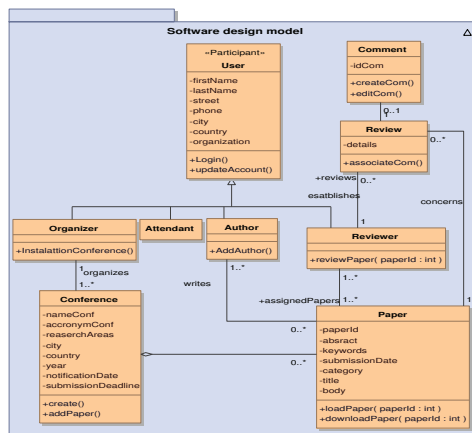 Software design model
«Participant»
User
-firstName
-lastName
-street
-phone
-city
-country
-organization
+Login()
+updateAccount()
Comment
-idCom
+createCom()
+editCom()
0..1
1
Review
-details
+associateCom()
+reviews
0..*
0..*
esatblishes
concerns
1
Organizer
+InstalattionConference()
Attendant
Author
+AddAuthor()
Reviewer
+reviewPaper( paperId : int )
1
organizes
1..*
1..*
writes
1..*
+assignedPapers
1..*
1
0..*
Conference
-nameConf
-accronymConf
-reaserchAreas
-city
-country
-year
-notificationDate
-submissionDeadline
+create()
+addPaper()
0..*
Paper
-paperId
-absract
-keywords
-submissionDate
-category
-title
-body
+loadPaper( paperId : int )
+downloadPaper( paperId : int )